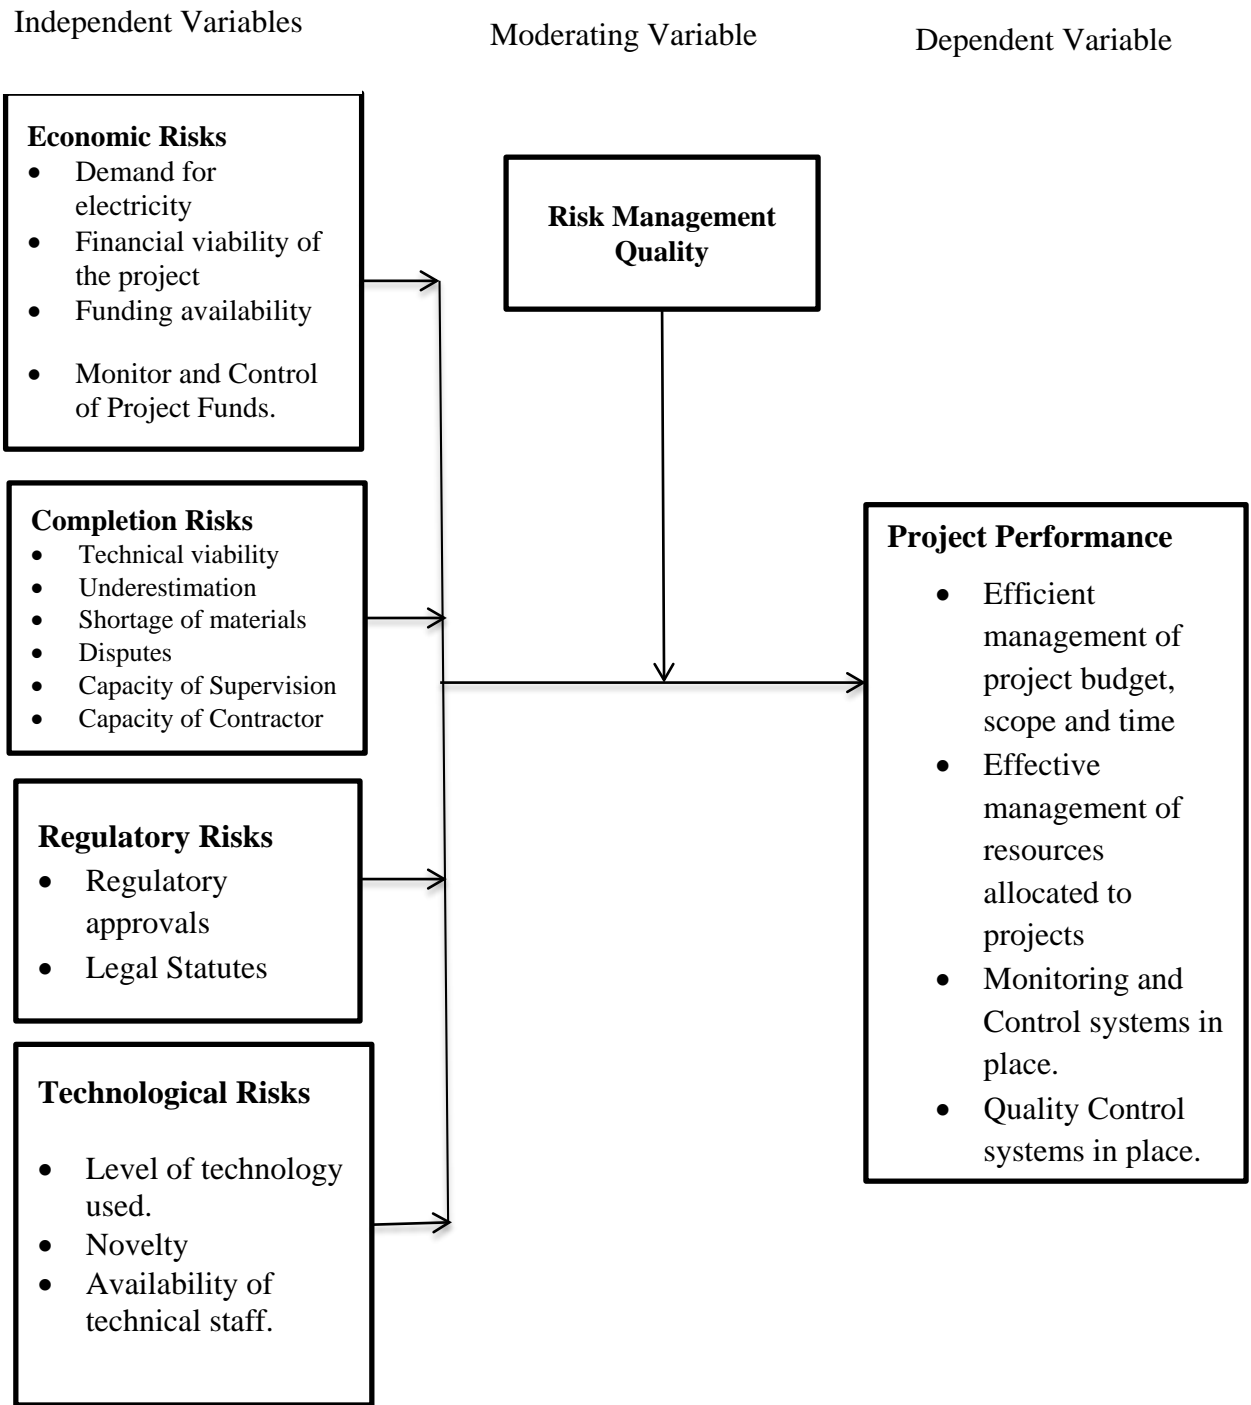 Independent Variables
Moderating Variable
Dependent Variable
Economic Risks
• Demand for
electricity
• Financial viability of
the project
• Funding availability
• Monitor and Control
of Project Funds.
Completion Risks
• Technical viability
• Underestimation
• Shortage of materials
• Disputes
• Capacity of Supervision
• Capacity of Contractor
Regulatory Risks
• Regulatory
approvals
• Legal Statutes
Technological Risks
• Level of technology
used.
• Novelty
• Availability of
technical staff.
Risk Management
Quality
Project Performance
• Efficient
management of
project budget,
scope and time
• Effective
management of
resources
allocated to
projects
• Monitoring and
Control systems in
place.
• Quality Control
systems in place.